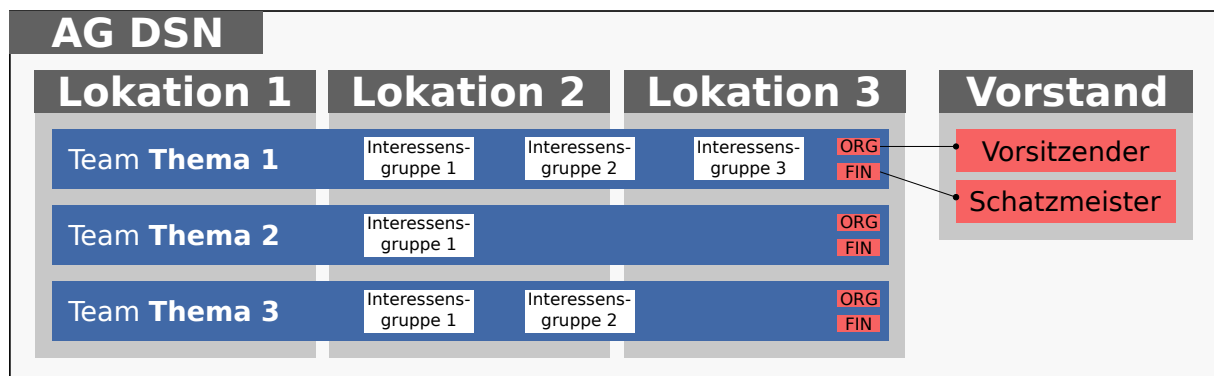 AG DSN
Lokation 1
Lokation 2
Lokation 3
Vorstand
Team Thema 1
Interessens-
gruppe 1
Interessens-
gruppe 2
Interessens-
gruppe 3
ORG
FIN
Vorsitzender
Schatzmeister
Team Thema 2
Interessens-
gruppe 1
ORG
FIN
Team Thema 3
Interessens-
gruppe 1
Interessens-
gruppe 2
ORG
FIN